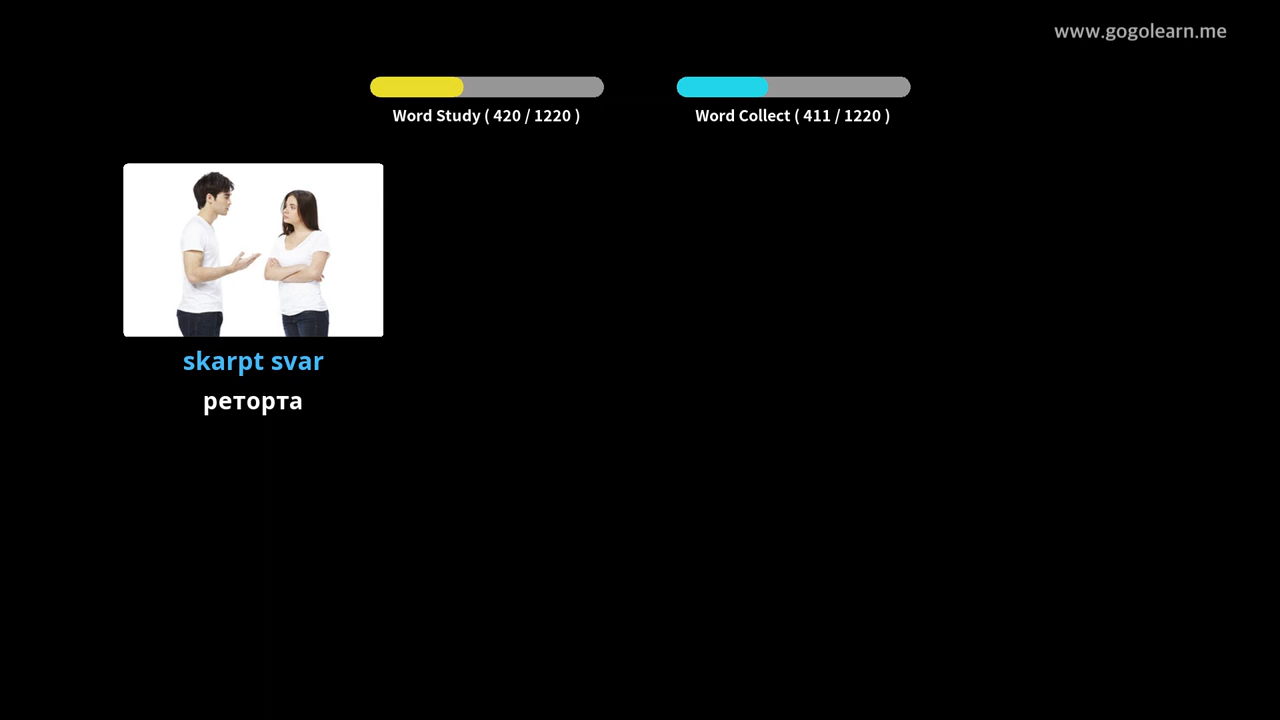 www.gogolearn.me
Word Study ( 420 / 1220 )
Word Collect ( 411 / 1220 )
skarpt svar
реторта